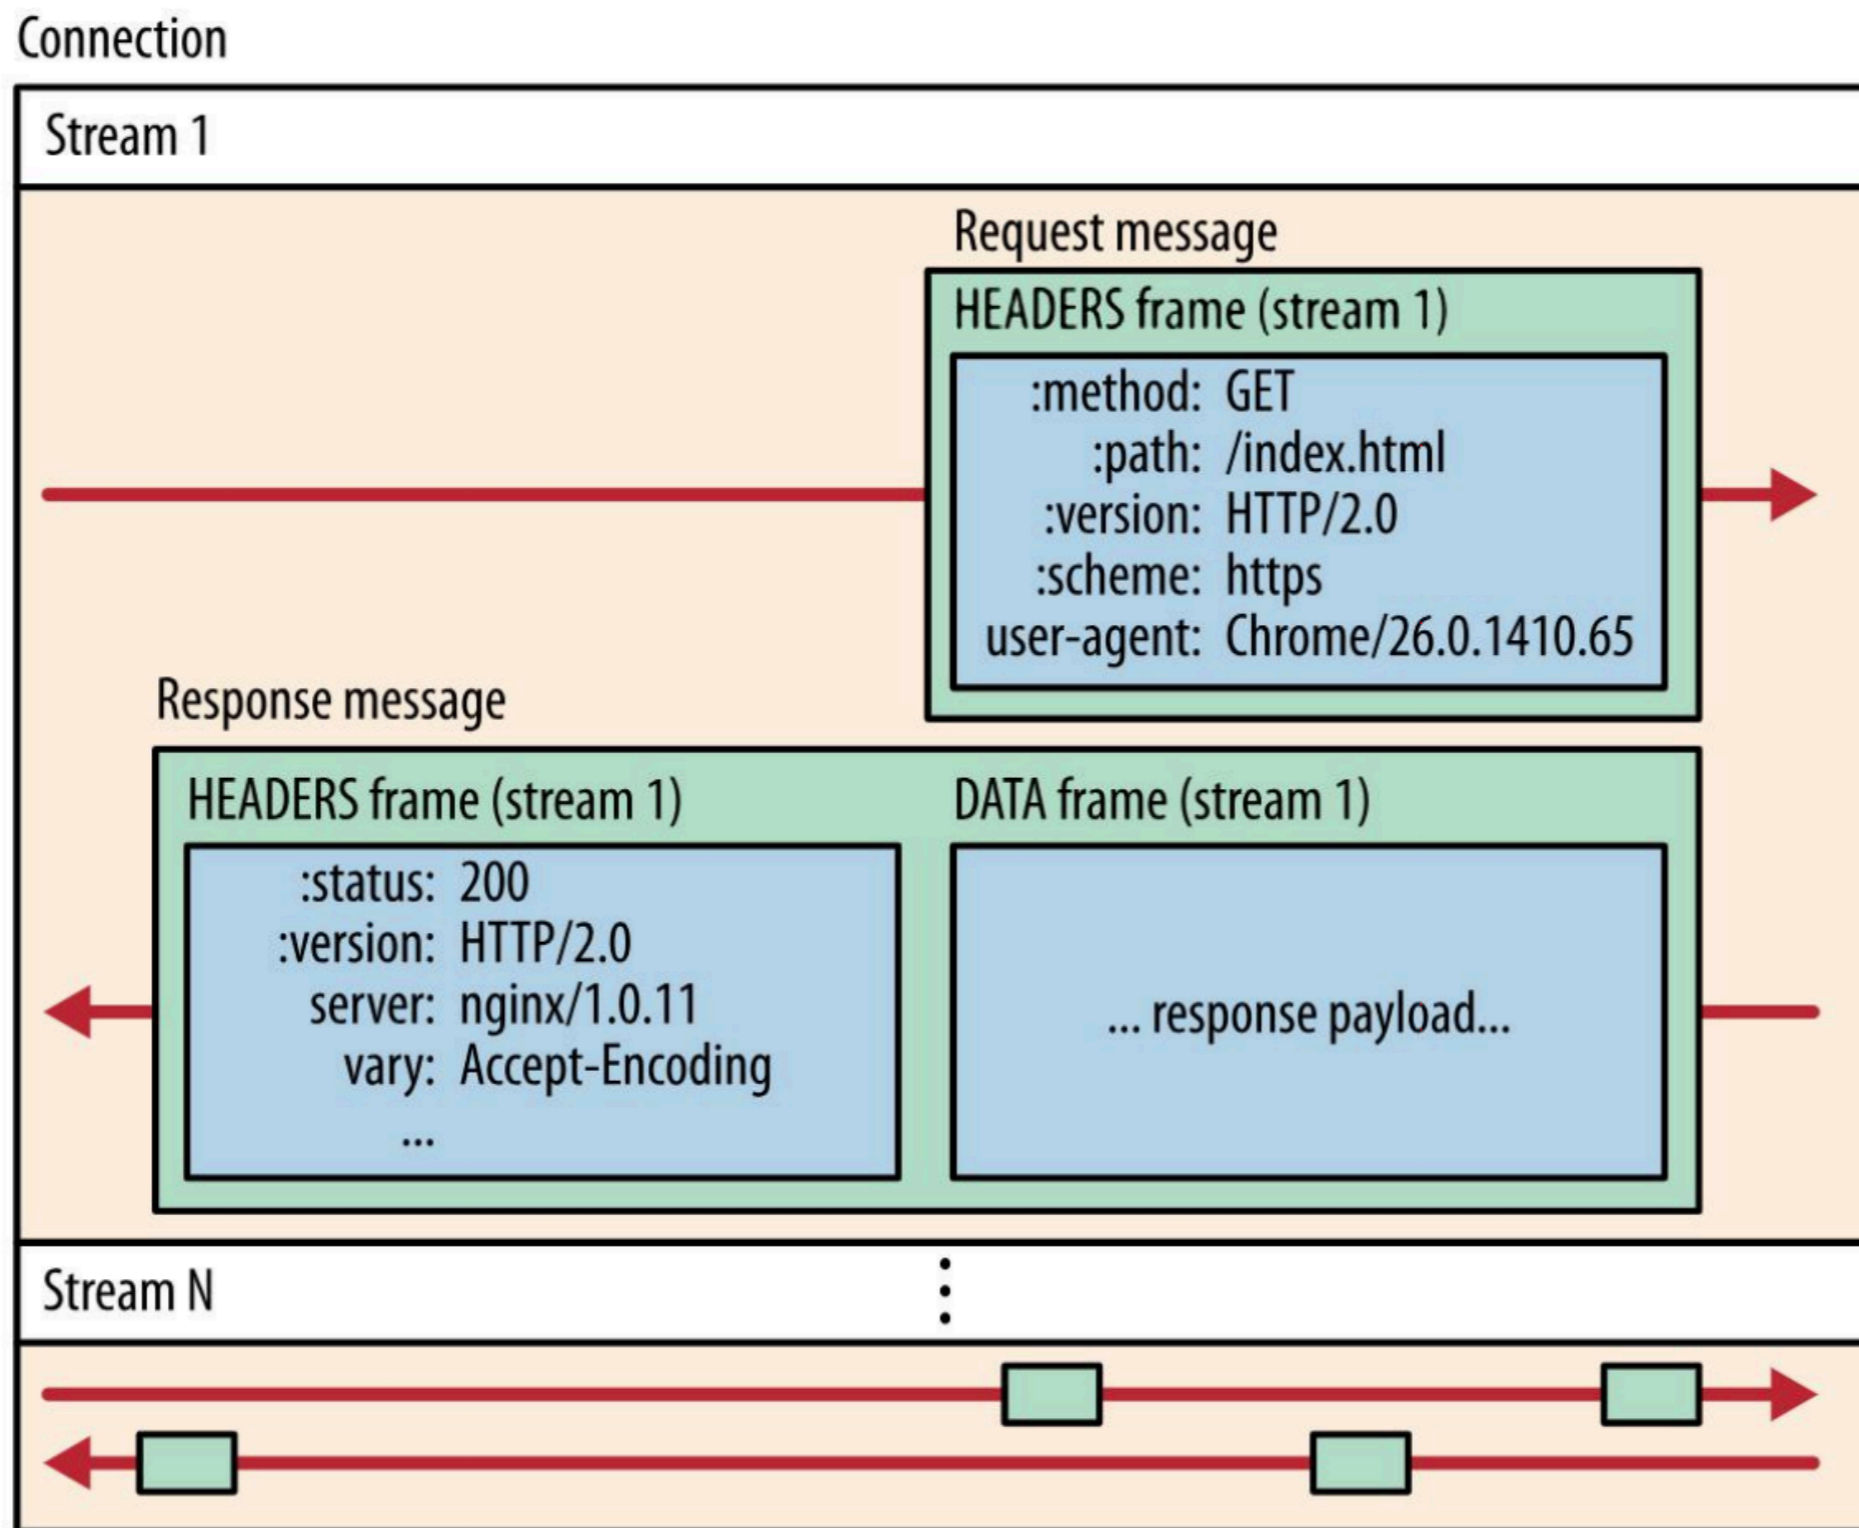 Connection
Stream 1
Request message
HEADERS frame (stream 1)
:method: GET
:path: /index.html
:version: HTTP/2.0
:scheme: https
user-agent: Chrome/26.0.1410.65
Response message
HEADERS frame (stream 1)
:status: 200
:version: HTTP/2.0
server: nginx/1.0.11
vary: Accept-Encoding
...
DATA frame (stream 1)
... response payload...
Stream N